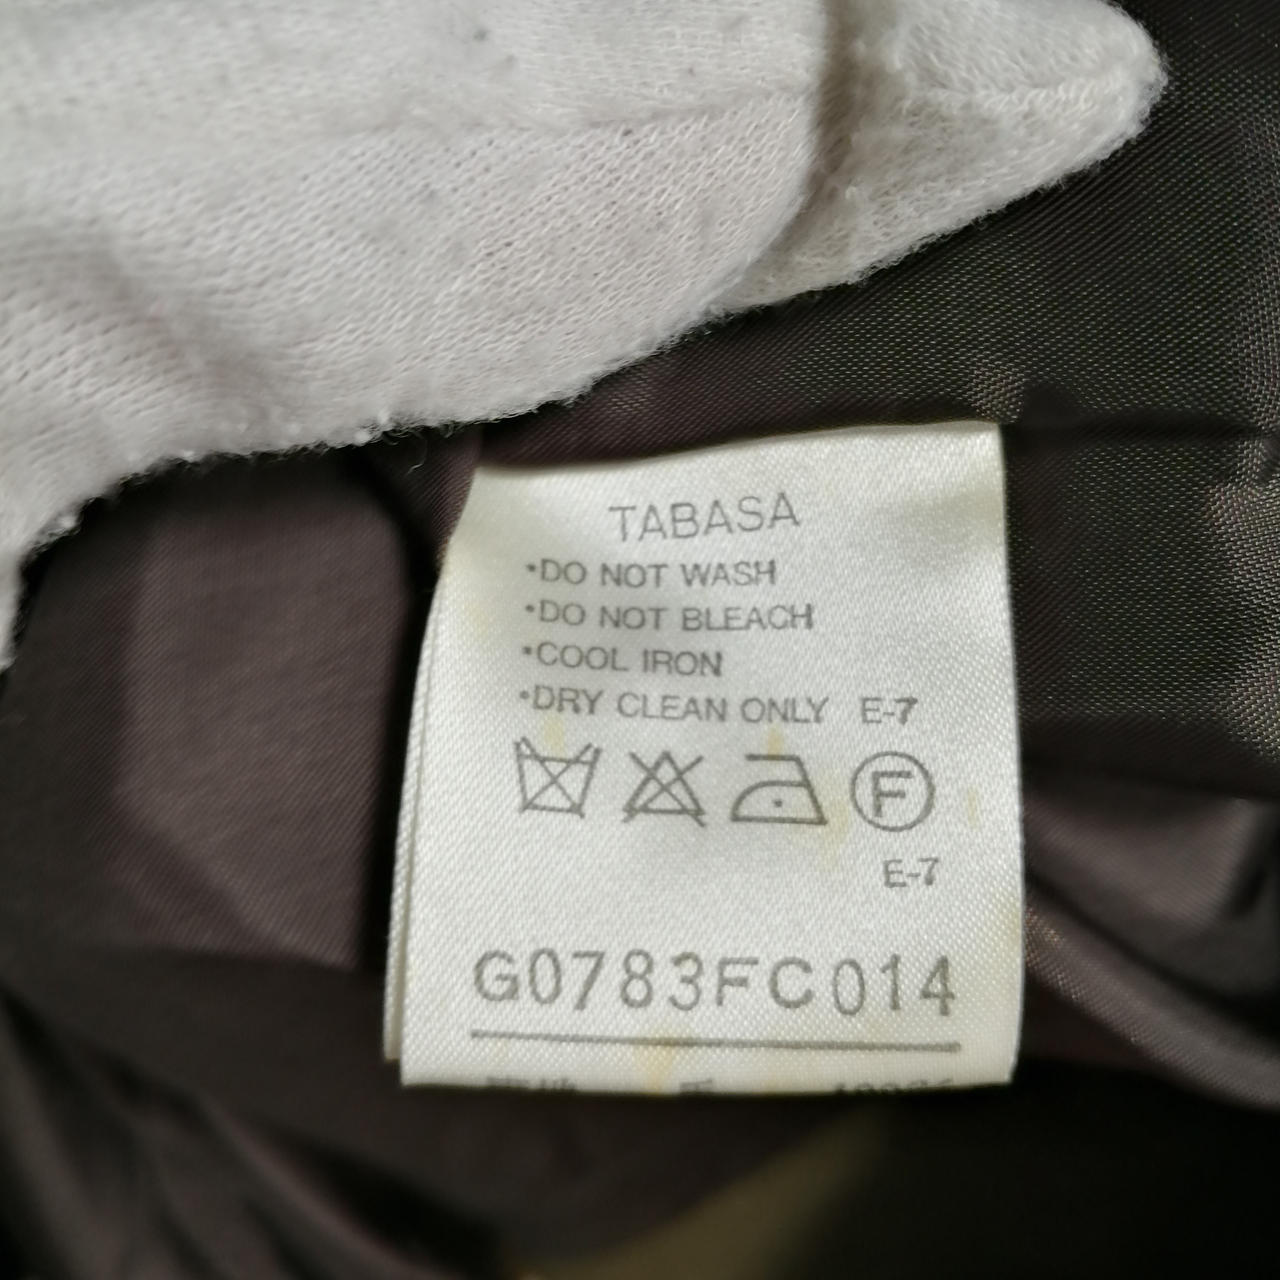 TABASA
•DO NOT WASH
•DO NOT BLEACH
•COOL IRON
•DRY CLEAN ONLY E-7
F
E-7
G0783FC014